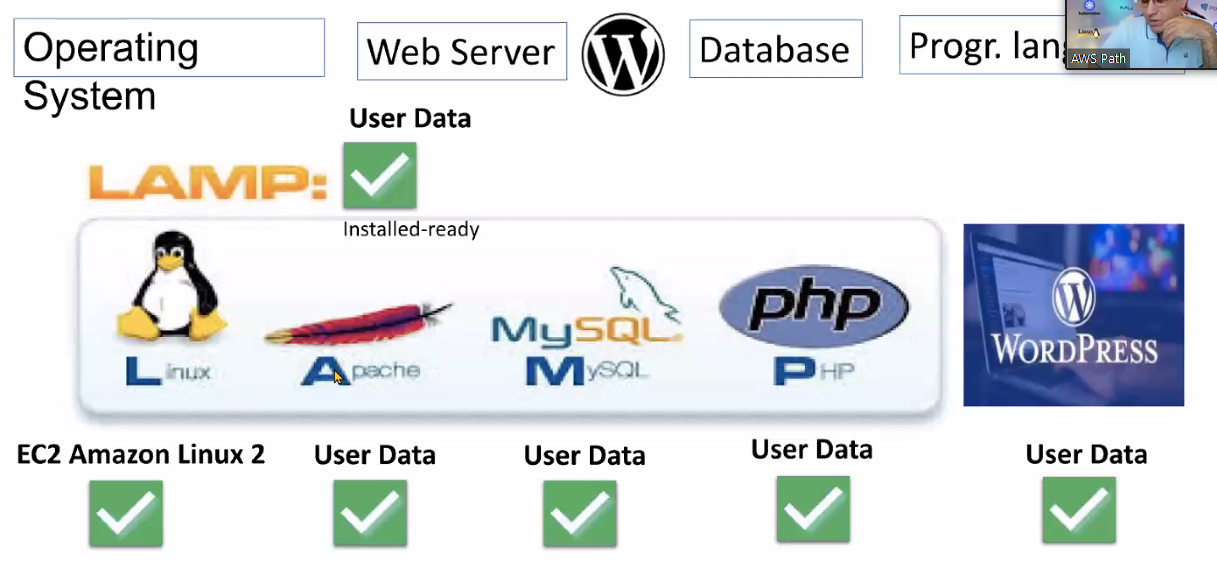 Operating
System
Web Server
Database
Progr. lan
AWS Path
User Data
LAMP:
Installed-ready
MySQL
php
Linux
Apache
MySQL
PHP
WORDPRESS
EC2 Amazon Linux 2
User Data
User Data
User Data
User Data